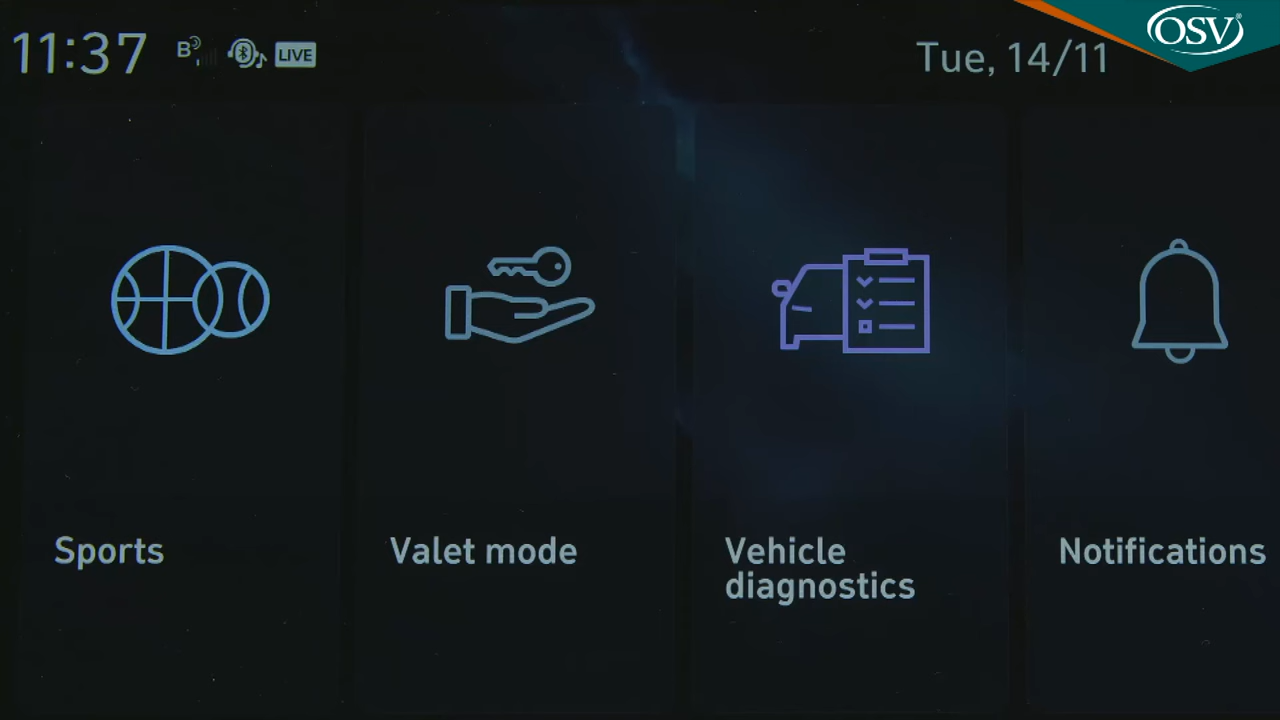 11:37 B LIVE Tue, 14/11
OSV
Sports
Valet mode
Vehicle
diagnostics
Notifications